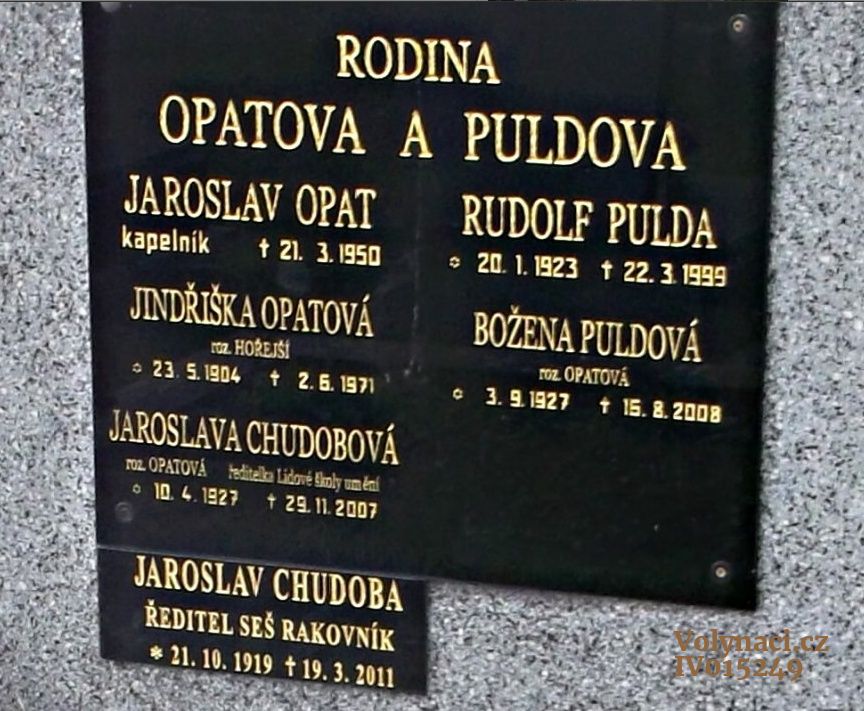 RODINA
OPATOVA A PULDOVA
JAROSLAV OPAT
kapelník † 21. 3. 1950
JINDŘIŠKA OPATOVÁ
roz. HOŘEJŠÍ
☼ 23. 5. 1904 † 2. 6. 1971
JAROSLAVA CHUDOBOVÁ
roz. OPATOVÁ ředitelka Lidové školy umění
☼ 10. 4. 1927 † 29. 11. 2007
RUDOLF PULDA
☼ 20. 1. 1923 † 22. 3. 1999
BOŽENA PULDOVÁ
roz. OPATOVÁ
☼ 3. 9. 1927 † 15. 8. 2008
JAROSLAV CHUDOBA
ŘEDITEL SEŠ RAKOVNÍK
* 21. 10. 1919 † 19. 3. 2011
Volynaci.cz
IV015249